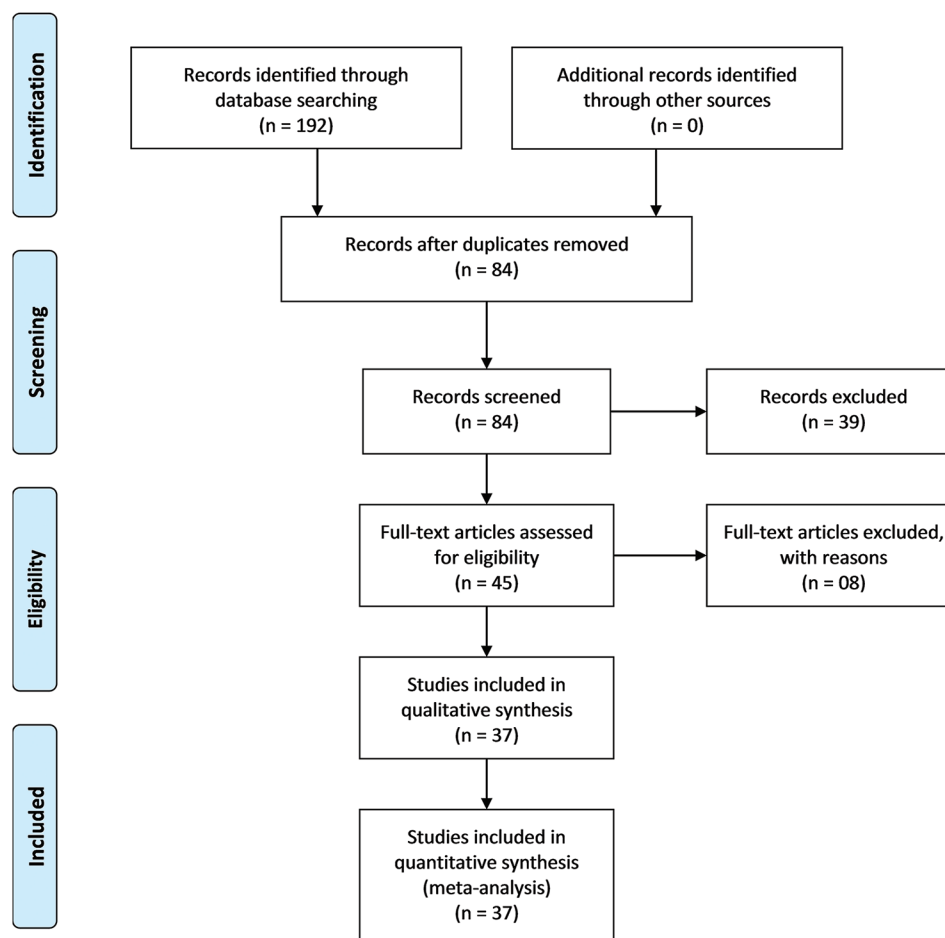 Identification
Records identified through
database searching
(n = 192)
Additional records identified
through other sources
(n = 0)
Records after duplicates removed
(n = 84)
Screening
Records screened
(n = 84)
Records excluded
(n = 39)
Eligibility
Full-text articles assessed
for eligibility
(n = 45)
Full-text articles excluded,
with reasons
(n = 08)
Studies included in
qualitative synthesis
(n = 37)
Included
Studies included in
quantitative synthesis
(meta-analysis)
(n = 37)